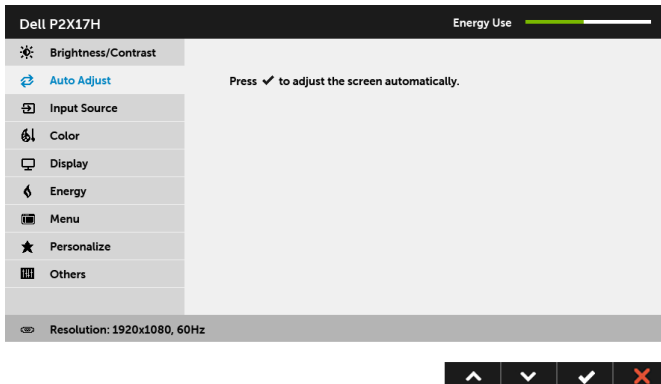 Dell P2X17H
Energy Use
Brightness/Contrast
Auto Adjust
Press ✔ to adjust the screen automatically.
Input Source
Color
Display
Energy
Menu
Personalize
Others
Resolution: 1920x1080, 60Hz